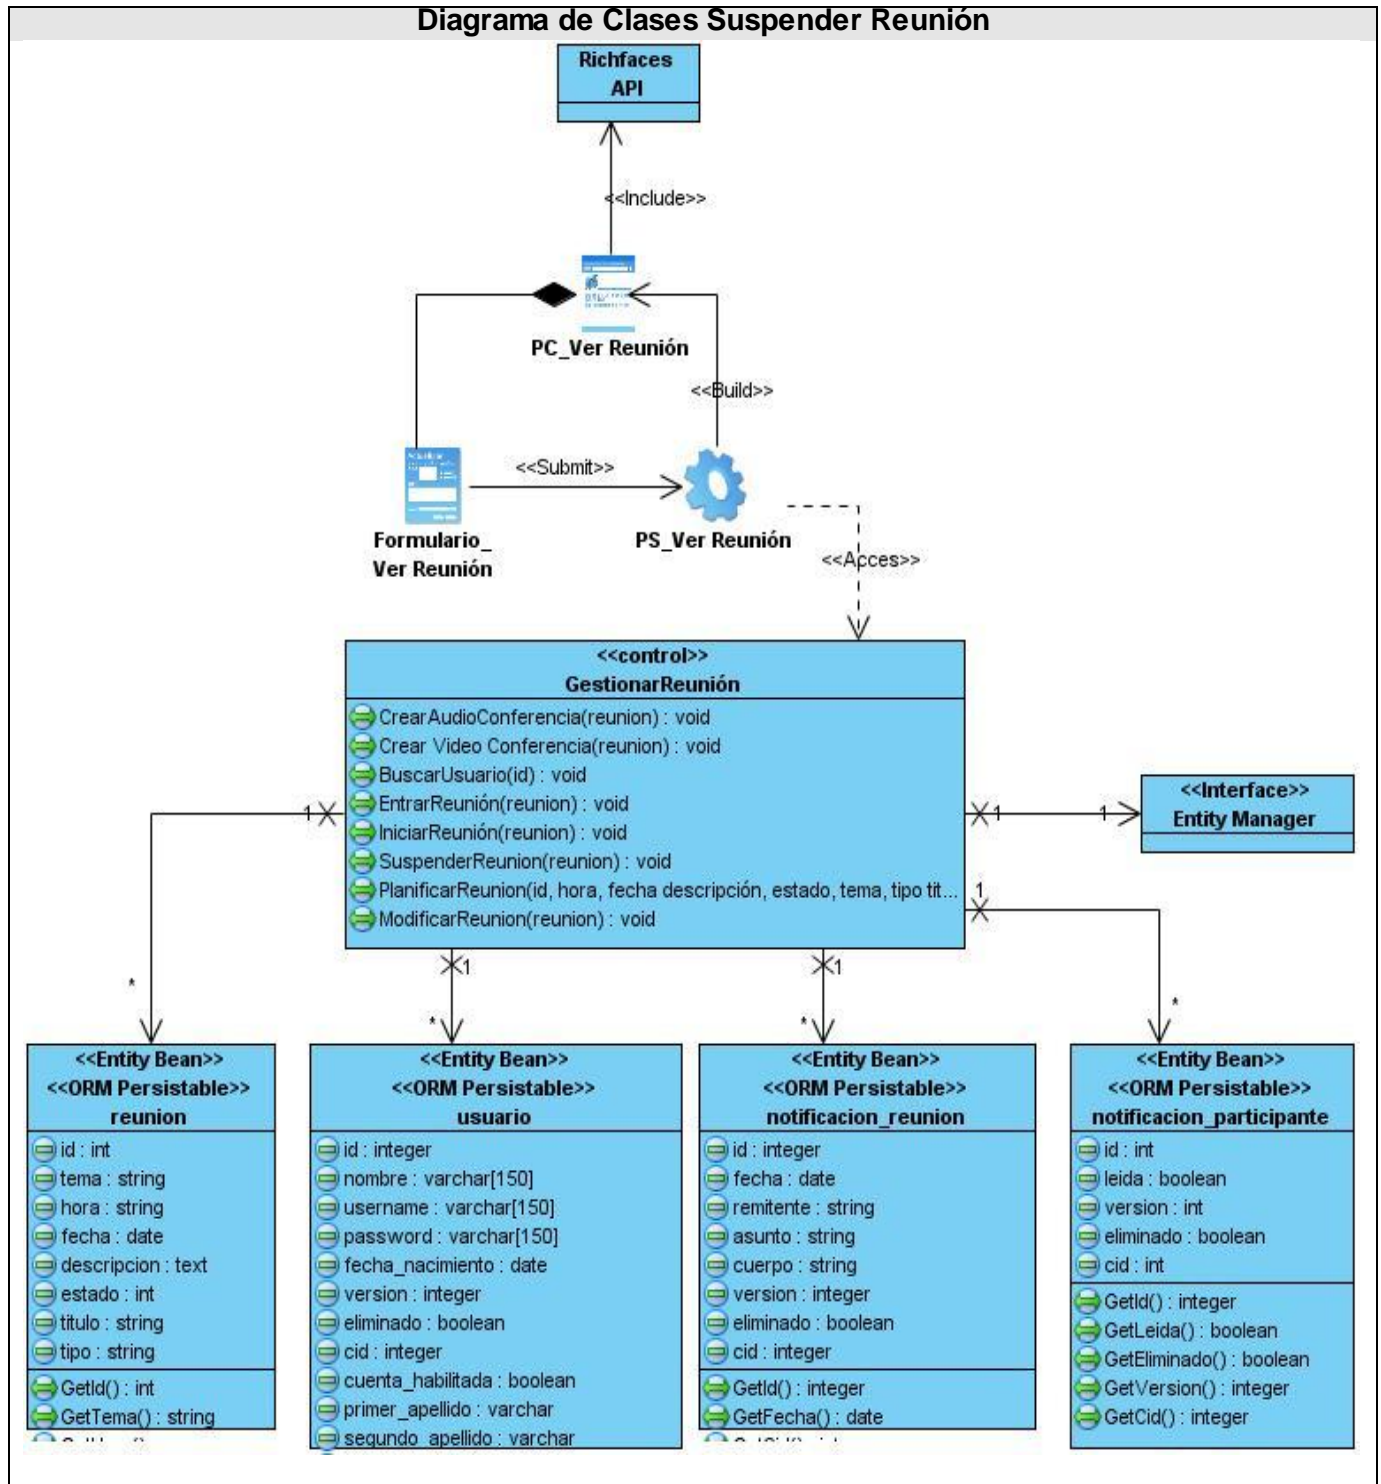 Diagrama de Clases Suspender Reunión
Richfaces
API
<<Include>>
PC_Ver Reunión
<<Build>>
<<Submit>>
Formulario_
Ver Reunión
PS_Ver Reunión
<<Acces>>
<<control>>
GestionarReunión
CrearAudioConferencia(reunion) : void
Crear Video Conferencia(reunion) : void
BuscarUsuario(id) : void
EntrarReunión(reunion) : void
IniciarReunión(reunion) : void
SuspenderReunion(reunion) : void
PlanificarReunion(id, hora, fecha descripción, estado, tema, tipo tit...
ModificarReunion(reunion) : void
1
1
1
<<Interface>>
Entity Manager
1
1
1
*
*
*
*
<<Entity Bean>>
<<ORM Persistable>>
reunion
id : int
tema : string
hora : string
fecha : date
descripcion : text
estado : int
titulo : string
tipo : string
GetId() : int
GetTema() : string
<<Entity Bean>>
<<ORM Persistable>>
usuario
id : integer
nombre : varchar[150]
username : varchar[150]
password : varchar[150]
fecha_nacimiento : date
version : integer
eliminado : boolean
cid : integer
cuenta_habilitada : boolean
primer_apellido : varchar
segundo_apellido : varchar
<<Entity Bean>>
<<ORM Persistable>>
notificacion_reunion
id : integer
fecha : date
remitente : string
asunto : string
cuerpo : string
version : integer
eliminado : boolean
cid : integer
GetId() : integer
GetFecha() : date
<<Entity Bean>>
<<ORM Persistable>>
notificacion_participante
id : int
leida : boolean
version : int
eliminado : boolean
cid : int
GetId() : integer
GetLeida() : boolean
GetEliminado() : boolean
GetVersion() : integer
GetCid() : integer